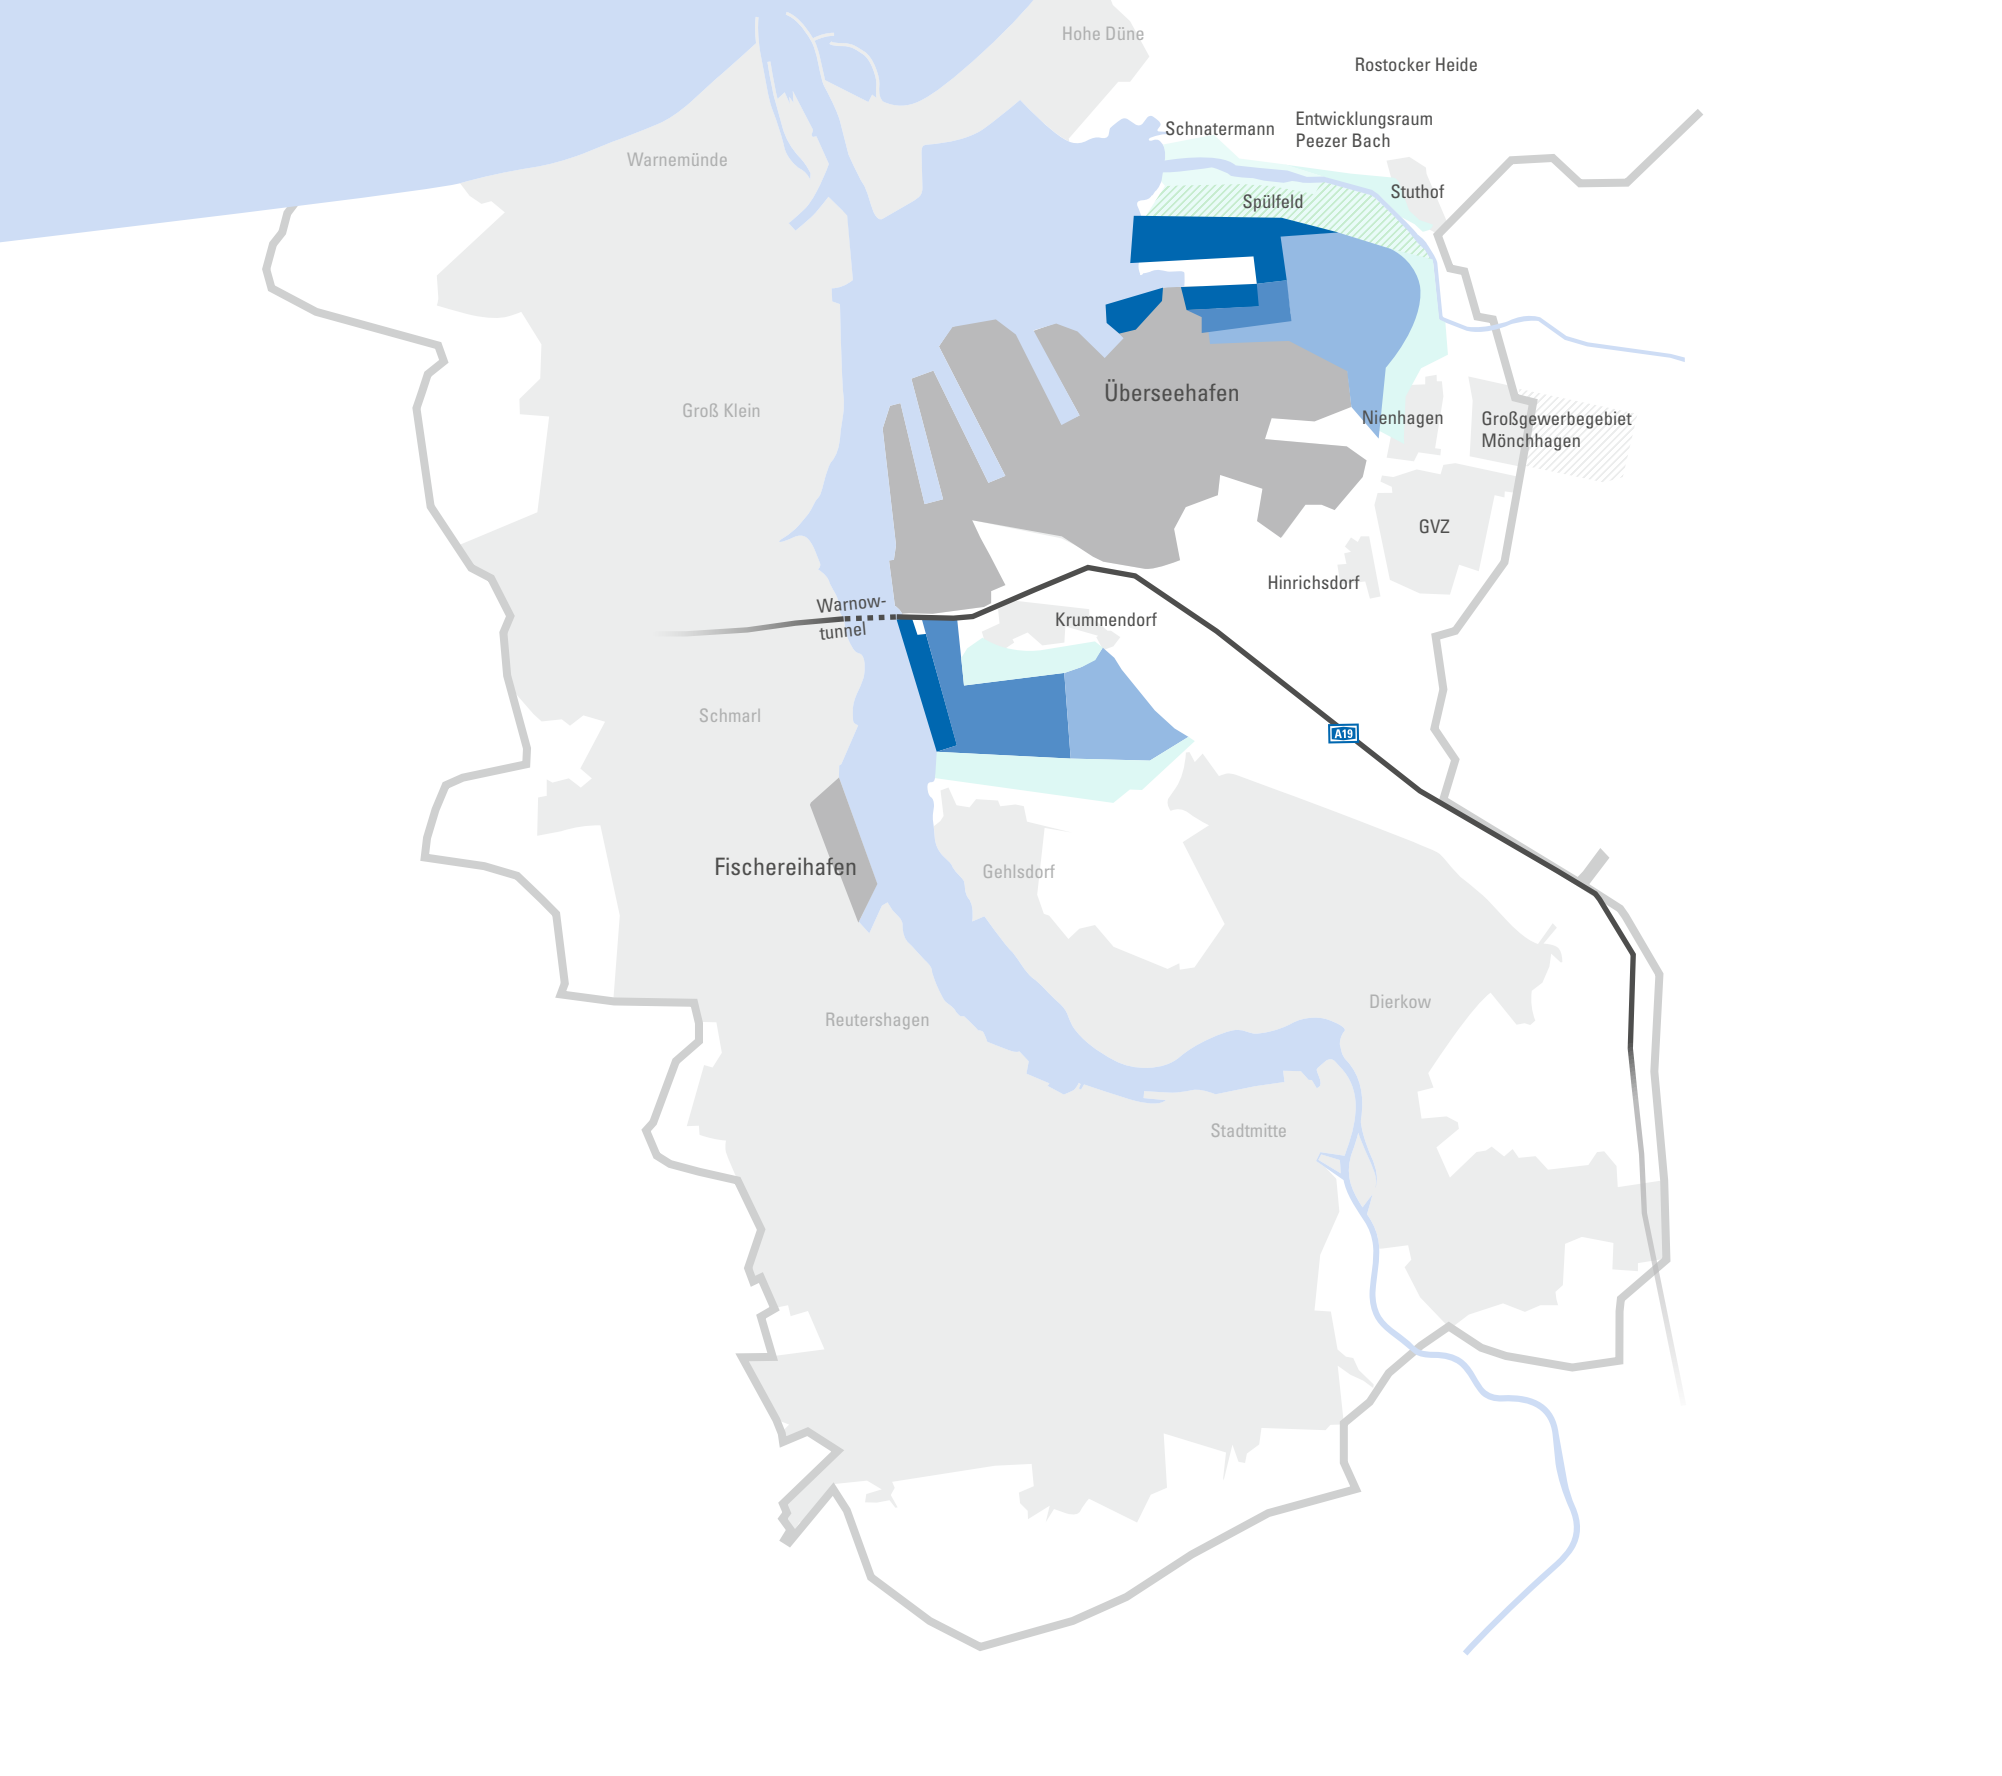 Hohe Düne
Rostocker Heide
Entwicklungsraum
Peezer Bach
Schnatermann
Warnemünde
Stuthof
Spülfeld
Überseehafen
Groß Klein
Nienhagen
Großgewerbegebiet
Mönchhagen
GVZ
Hinrichsdorf
Warnow-
tunnel
Krummendorf
Schmarl
A19
Fischereihafen
Gehlsdorf
Dierkow
Reutershagen
Stadtmitte